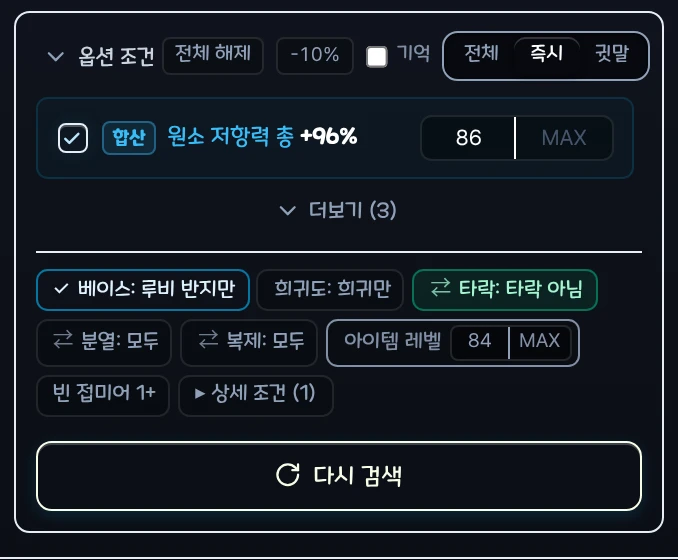 옵션 조건 전체 해제 -10% 기억 전체 즉시 귓말
합산 원소 저항력 총 +96% 86 MAX
더보기 (3)
베이스: 루비 반지만 희귀도: 희귀만 ⇄ 타락: 타락 아님
⇄ 분열: 모두 ⇄ 복제: 모두 아이템 레벨 84 MAX
빈 접미어 1+ ▸ 상세 조건 (1)
다시 검색